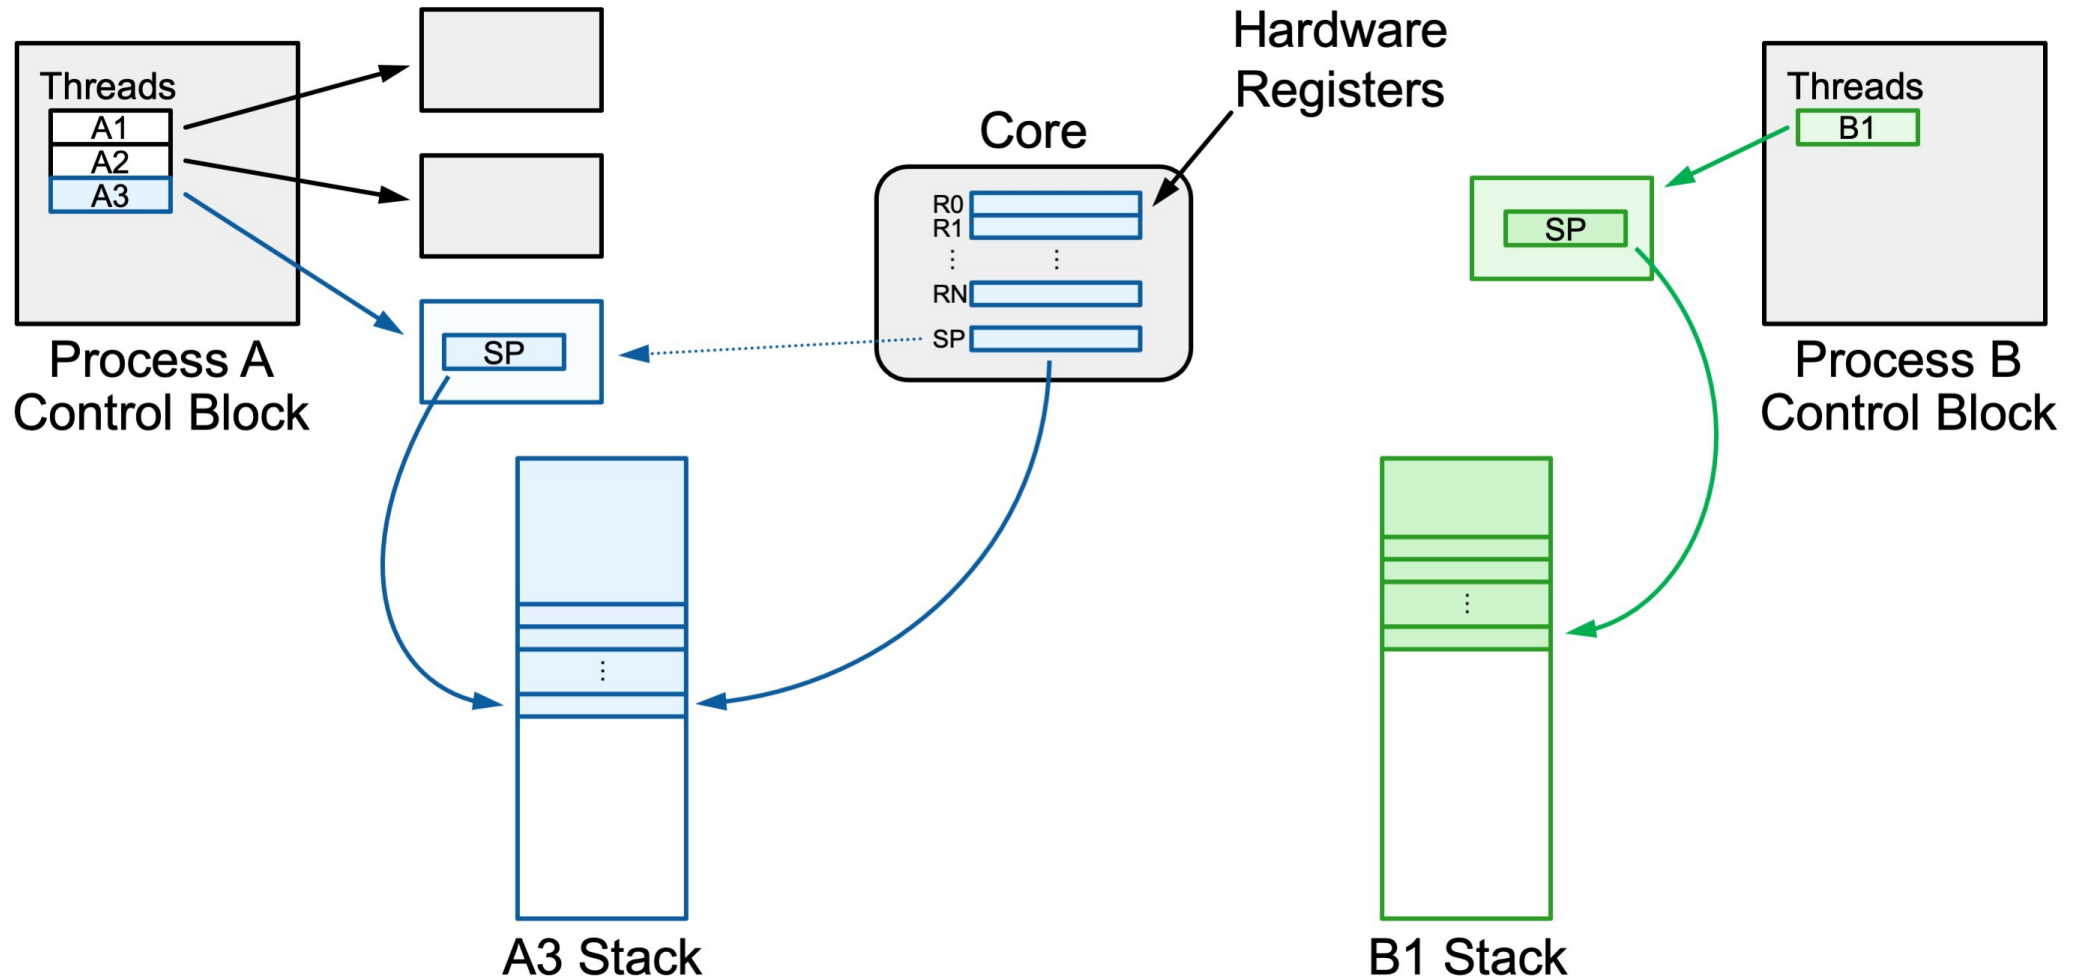 Threads
A1
A2
A3
Process A
Control Block
SP
A3 Stack
Core
Hardware
Registers
R0
R1
⋮ ⋮
RN
SP
⋮
Threads
B1
Process B
Control Block
SP
⋮
B1 Stack